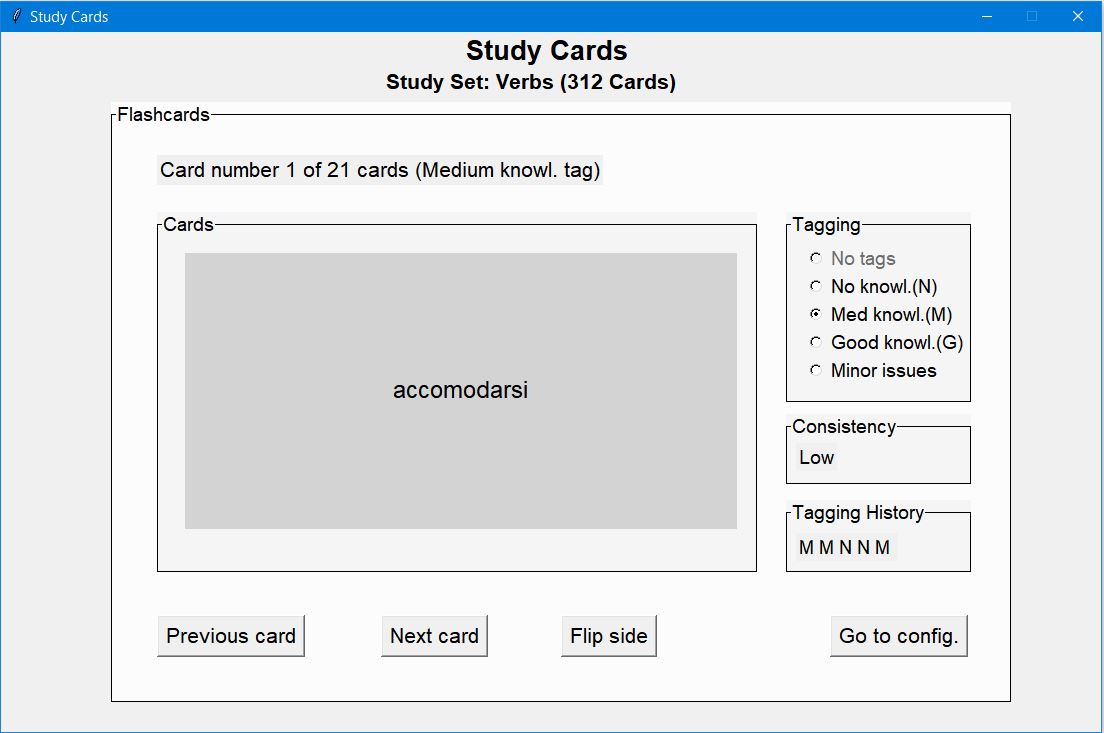 Study Cards
Study Cards
Study Set: Verbs (312 Cards)
Flashcards
Card number 1 of 21 cards (Medium knowl. tag)
Cards
accomodarsi
Tagging
No tags
No knowl.(N)
Med knowl.(M)
Good knowl.(G)
Minor issues
Consistency
Low
Tagging History
M M N N M
Previous card
Next card
Flip side
Go to config.